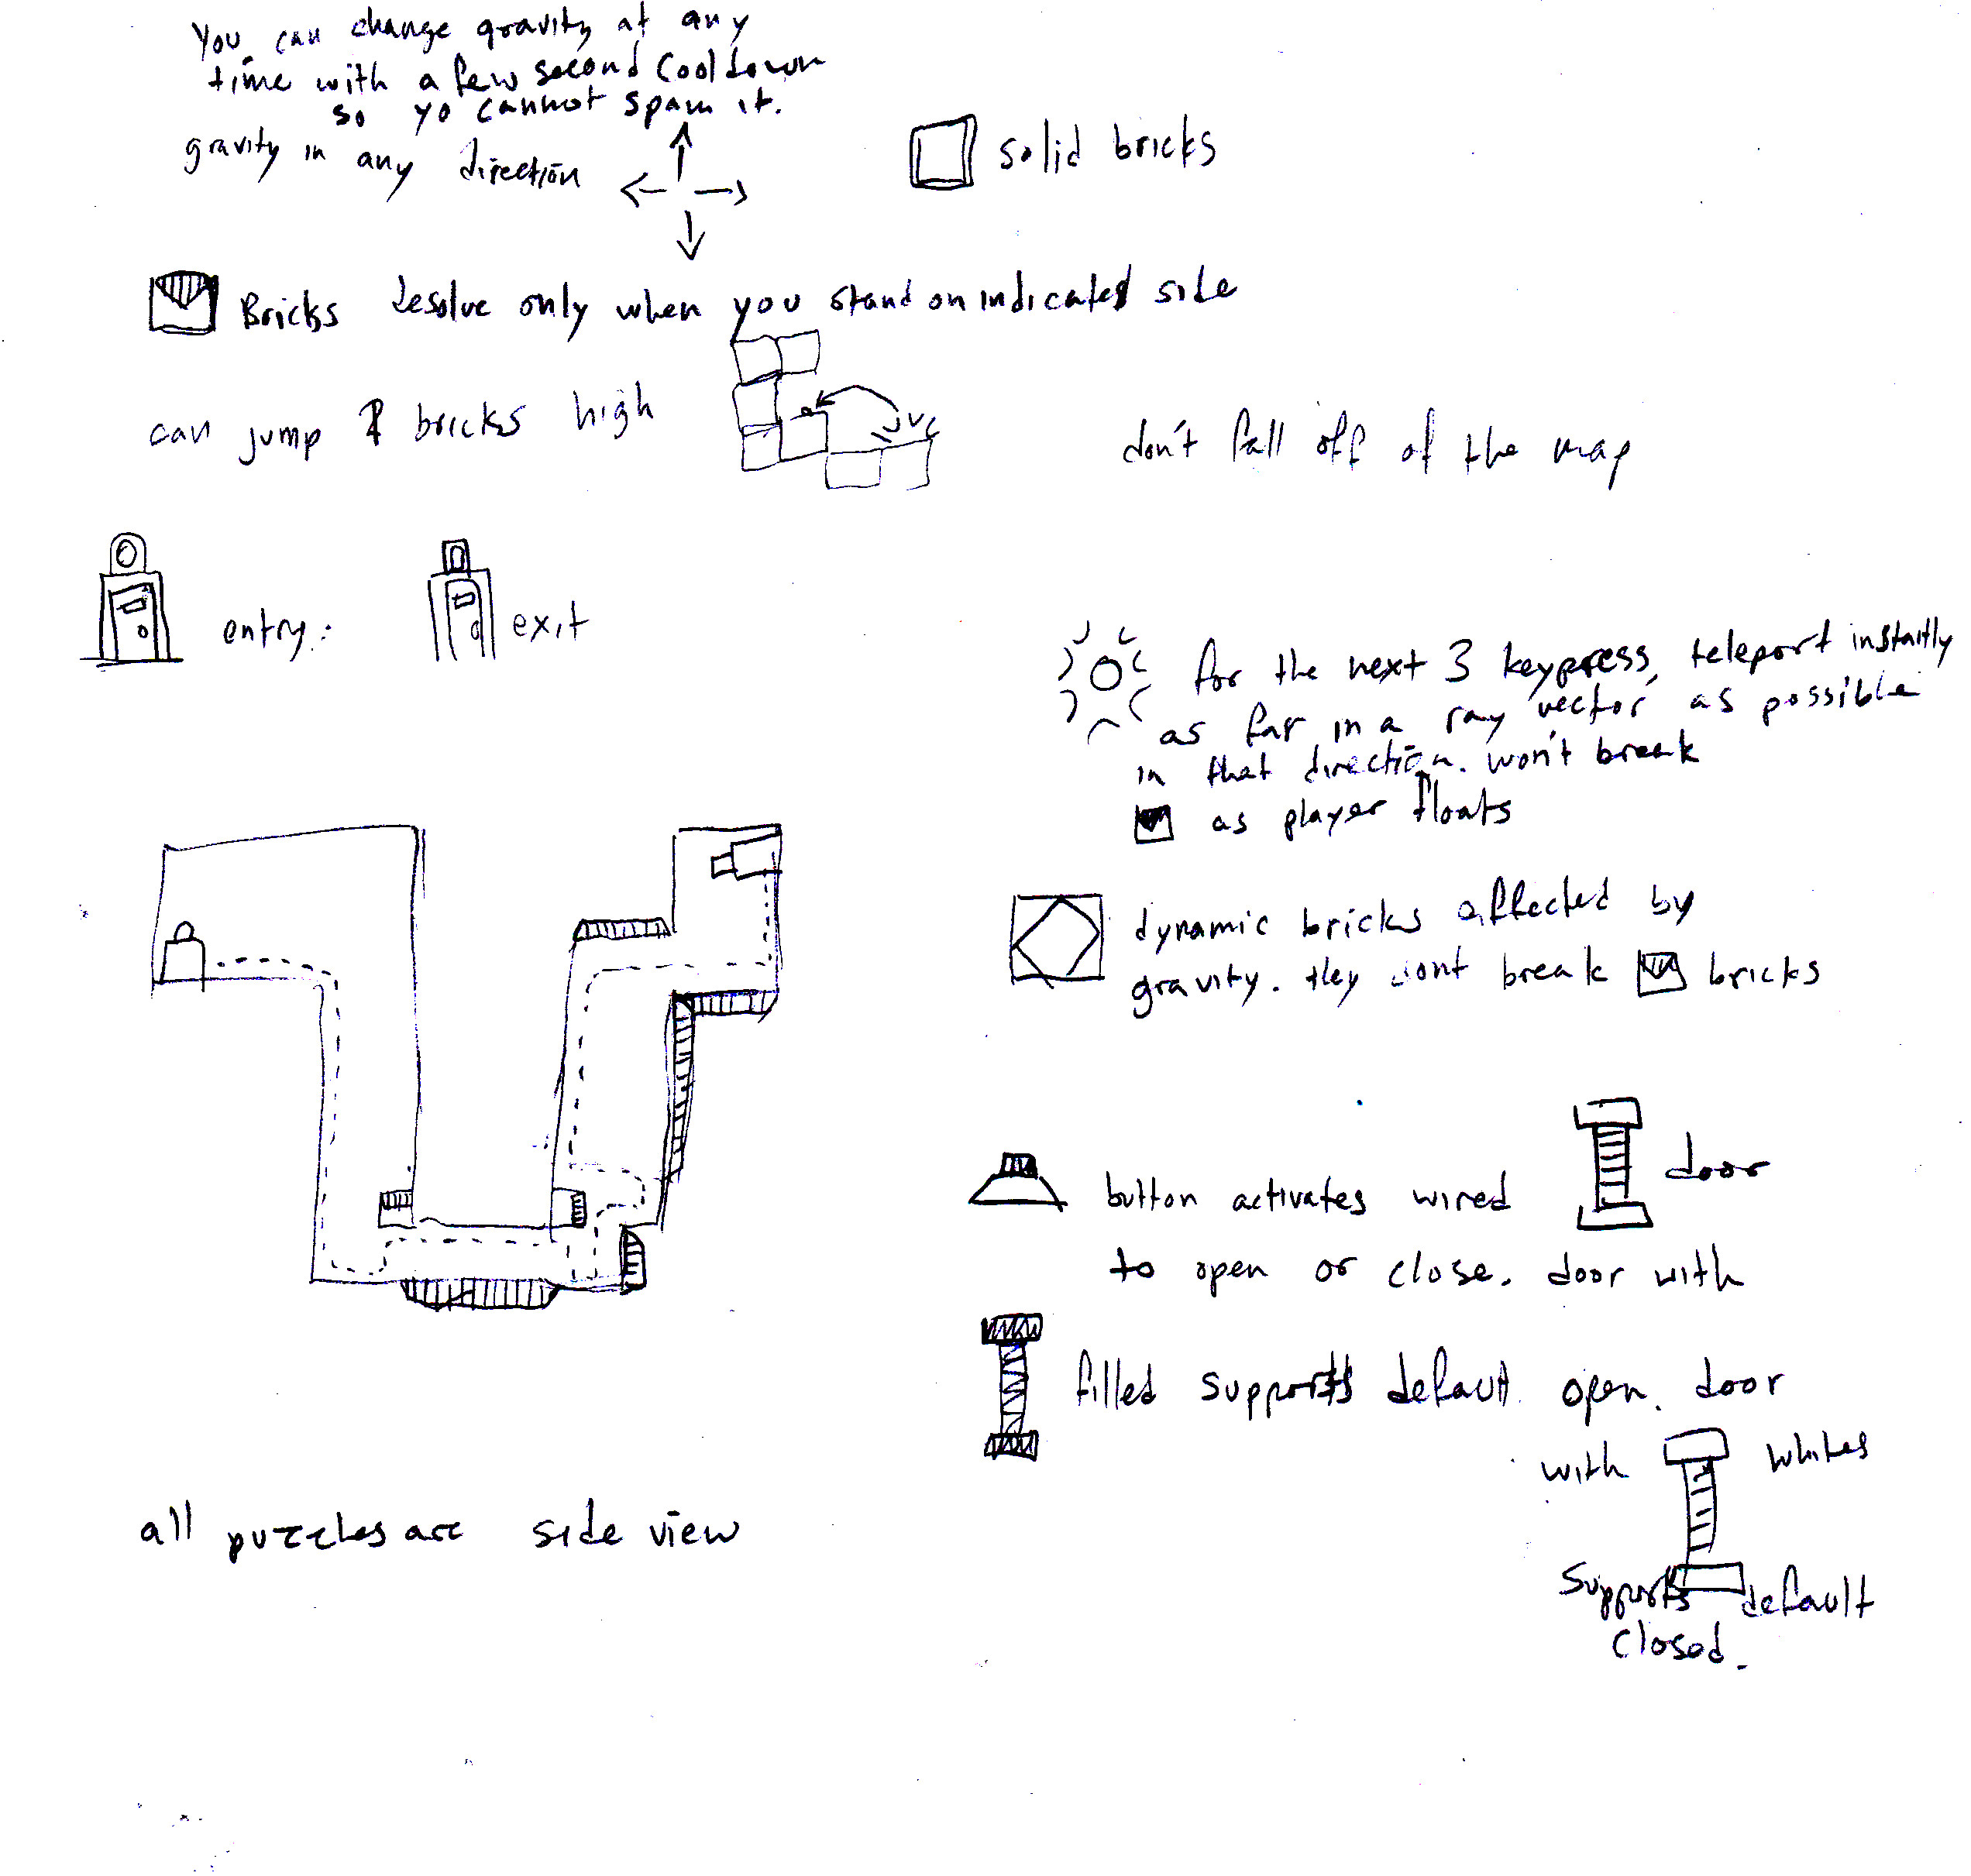 You can change gravity at any
time with a few second cooldown
so yo cannot spam it.
gravity in any direction
solid bricks
Bricks desolve only when you stand on indicated side
can jump 1 bricks high
don't fall off of the map
entry:
exit
for the next 3 keypress, teleport instantly
as far in a ray vector as possible
in that direction. won't break
as player floats
dynamic bricks affected by
gravity. they dont break bricks
button activates wired door
to open or close. door with
filled supports default open. door
with whites
supports default
closed.
all puzzles are side view